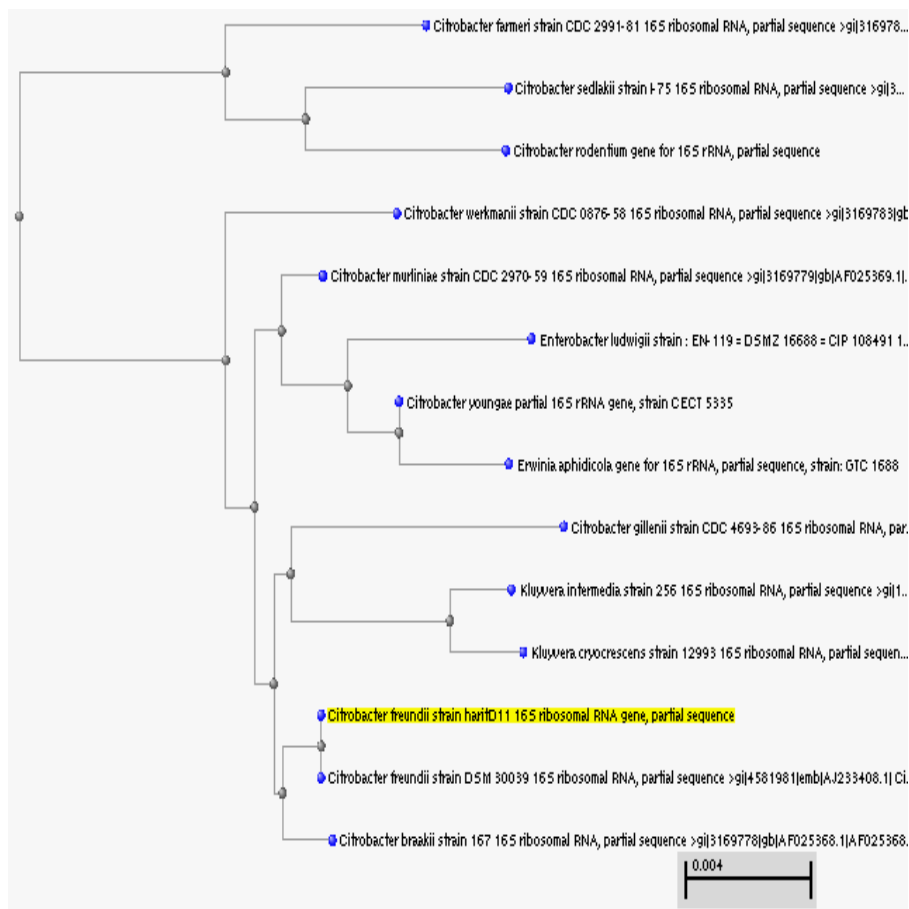 Citrobacter farmeri strain CDC 2991-81 16S ribosomal RNA, partial sequence >gi|316978...
Citrobacter sedlakii strain I-75 16S ribosomal RNA, partial sequence >gi|3...
Citrobacter rodentium gene for 16S rRNA, partial sequence
Citrobacter werkmanii strain CDC 0876-58 16S ribosomal RNA, partial sequence >gi|3169783|gb
Citrobacter murliniae strain CDC 2970-59 16S ribosomal RNA, partial sequence >gi|3169779|gb|AF025369.1|.
Enterobacter ludwigii strain : EN-119 = DSMZ 16688 = CIP 108491 1...
Citrobacter youngae partial 16S rRNA gene, strain CECT 5335
Erwinia aphidicola gene for 16S rRNA, partial sequence, strain: GTC 1688
Citrobacter gillenii strain CDC 4693-86 16S ribosomal RNA, par.
Kluyvera intermedia strain 256 16S ribosomal RNA, partial sequence >gi|1...
Kluyvera cryocrescens strain 12993 16S ribosomal RNA, partial sequen...
Citrobacter freundii strain haritD11 16S ribosomal RNA gene, partial sequence
Citrobacter freundii strain DSM 30039 16S ribosomal RNA, partial sequence >gi|4581981|emb|AJ233408.1| Ci.
Citrobacter braakii strain 167 16S ribosomal RNA, partial sequence >gi|3169778|gb|AF025368.1|AF025368.
0.004